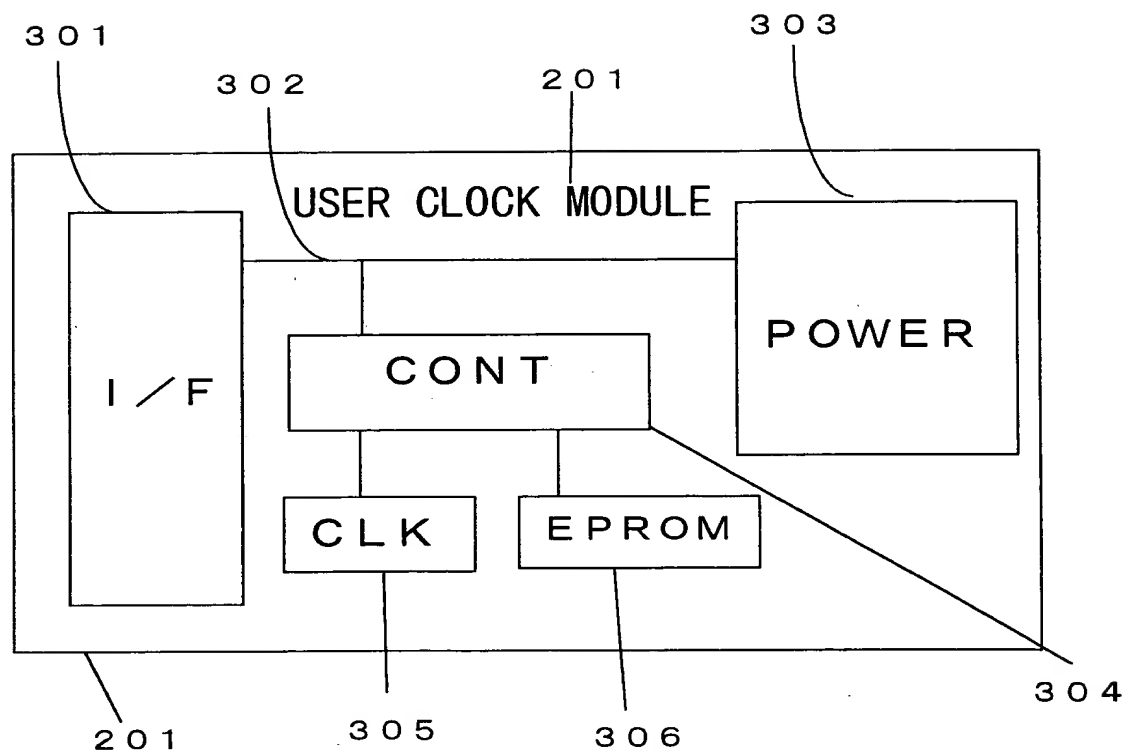 301
302
201
303
USER CLOCK MODULE
I/F
CONT
POWER
CLK
EPROM
201
305
306
304